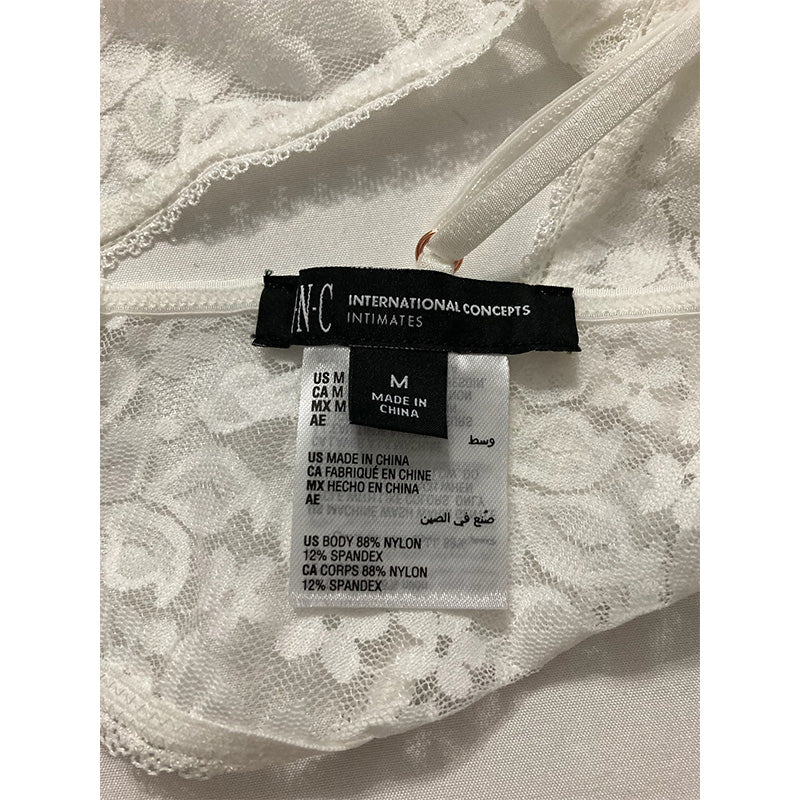 IN-C INTERNATIONAL CONCEPTS
INTIMATES
M
MADE IN
CHINA
US M
CA M
MX M
AE
وسط
US MADE IN CHINA
CA FABRIQUÉ EN CHINE
MX HECHO EN CHINA
AE
صنع في الصين
US BODY 88% NYLON
12% SPANDEX
CA CORPS 88% NYLON
12% SPANDEX